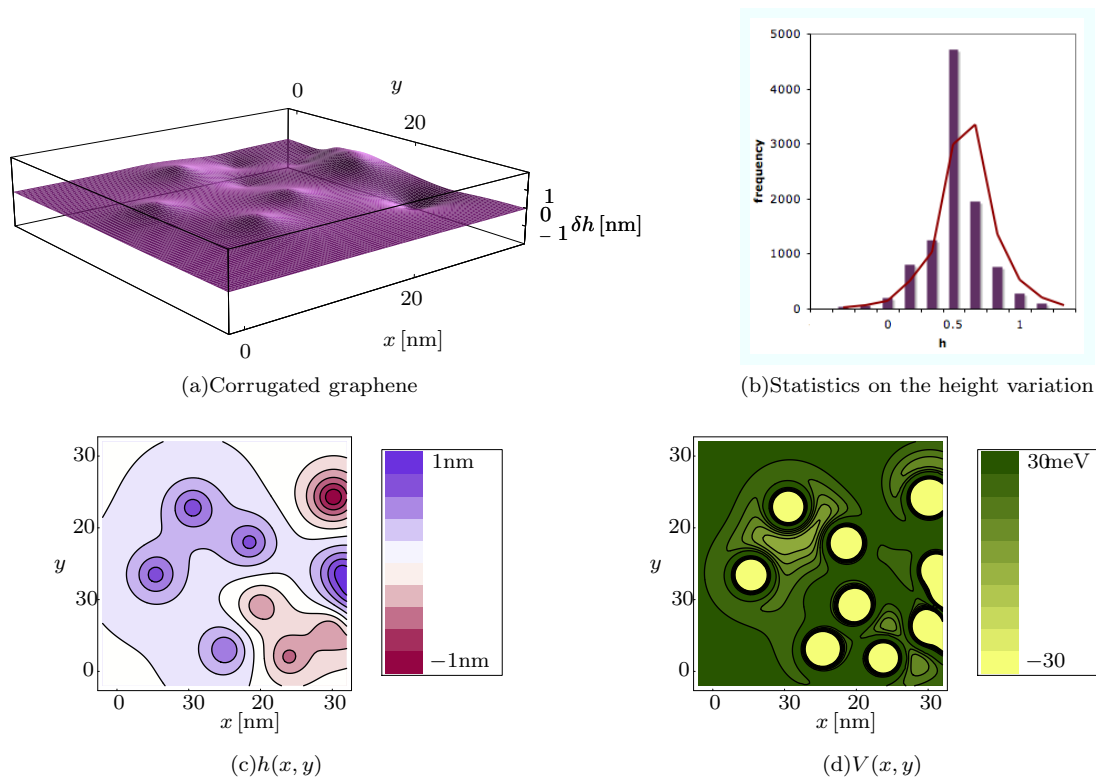 0
y
20
1
0
−1
δh [nm]
20
x [nm]
0
(a)Corrugated graphene
5000
4000
3000
2000
1000
0
frequency
0
0.5
1
h
(b)Statistics on the height variation
30
20
30
0
y
0
30
20
30
x [nm]
1nm
−1nm
(c)h(x, y)
30
20
30
0
y
0
30
20
30
x [nm]
30meV
−30
(d)V(x, y)